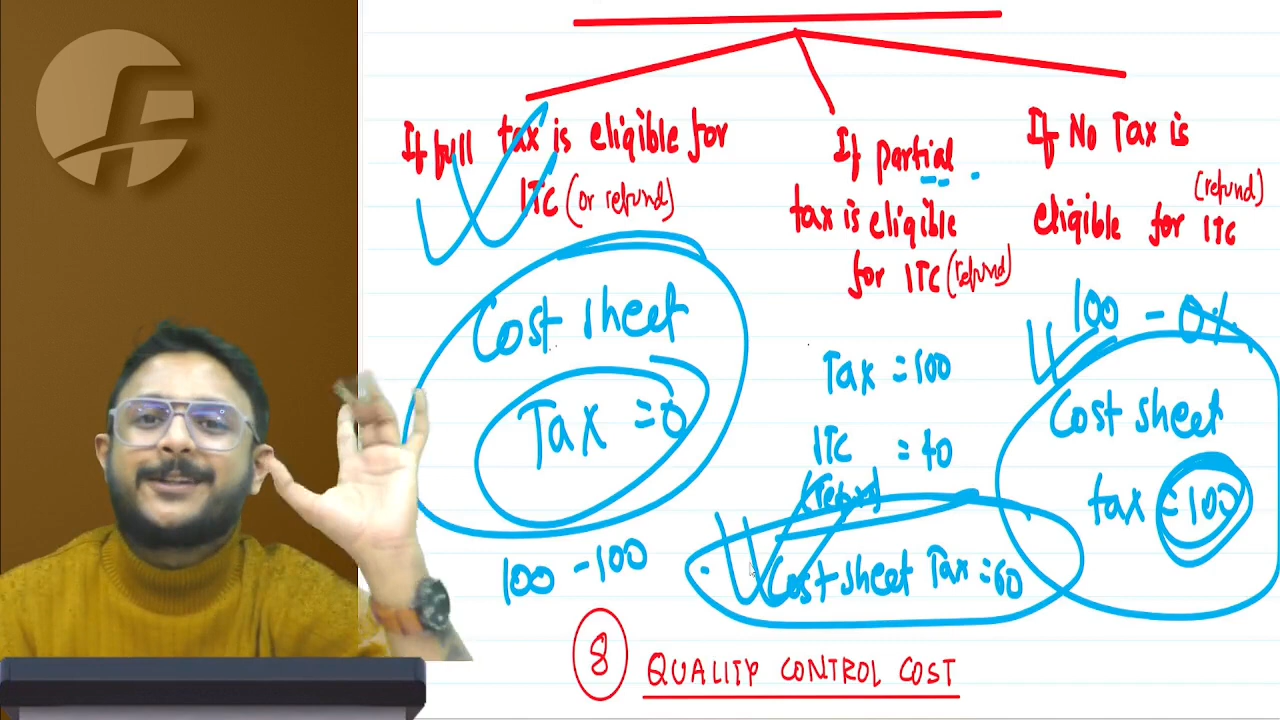 If full tax is eligible for
ITC (or refund)
Cost sheet
Tax = 0
100 - 100
If partial
tax is eligible
for ITC (refund)
Tax = 100
ITC = 40
(refund)
Cost sheet Tax = 60
If No Tax is
(refund)
eligible for ITC
100 - 0%
Cost sheet
tax = 100
8 QUALITY CONTROL COST